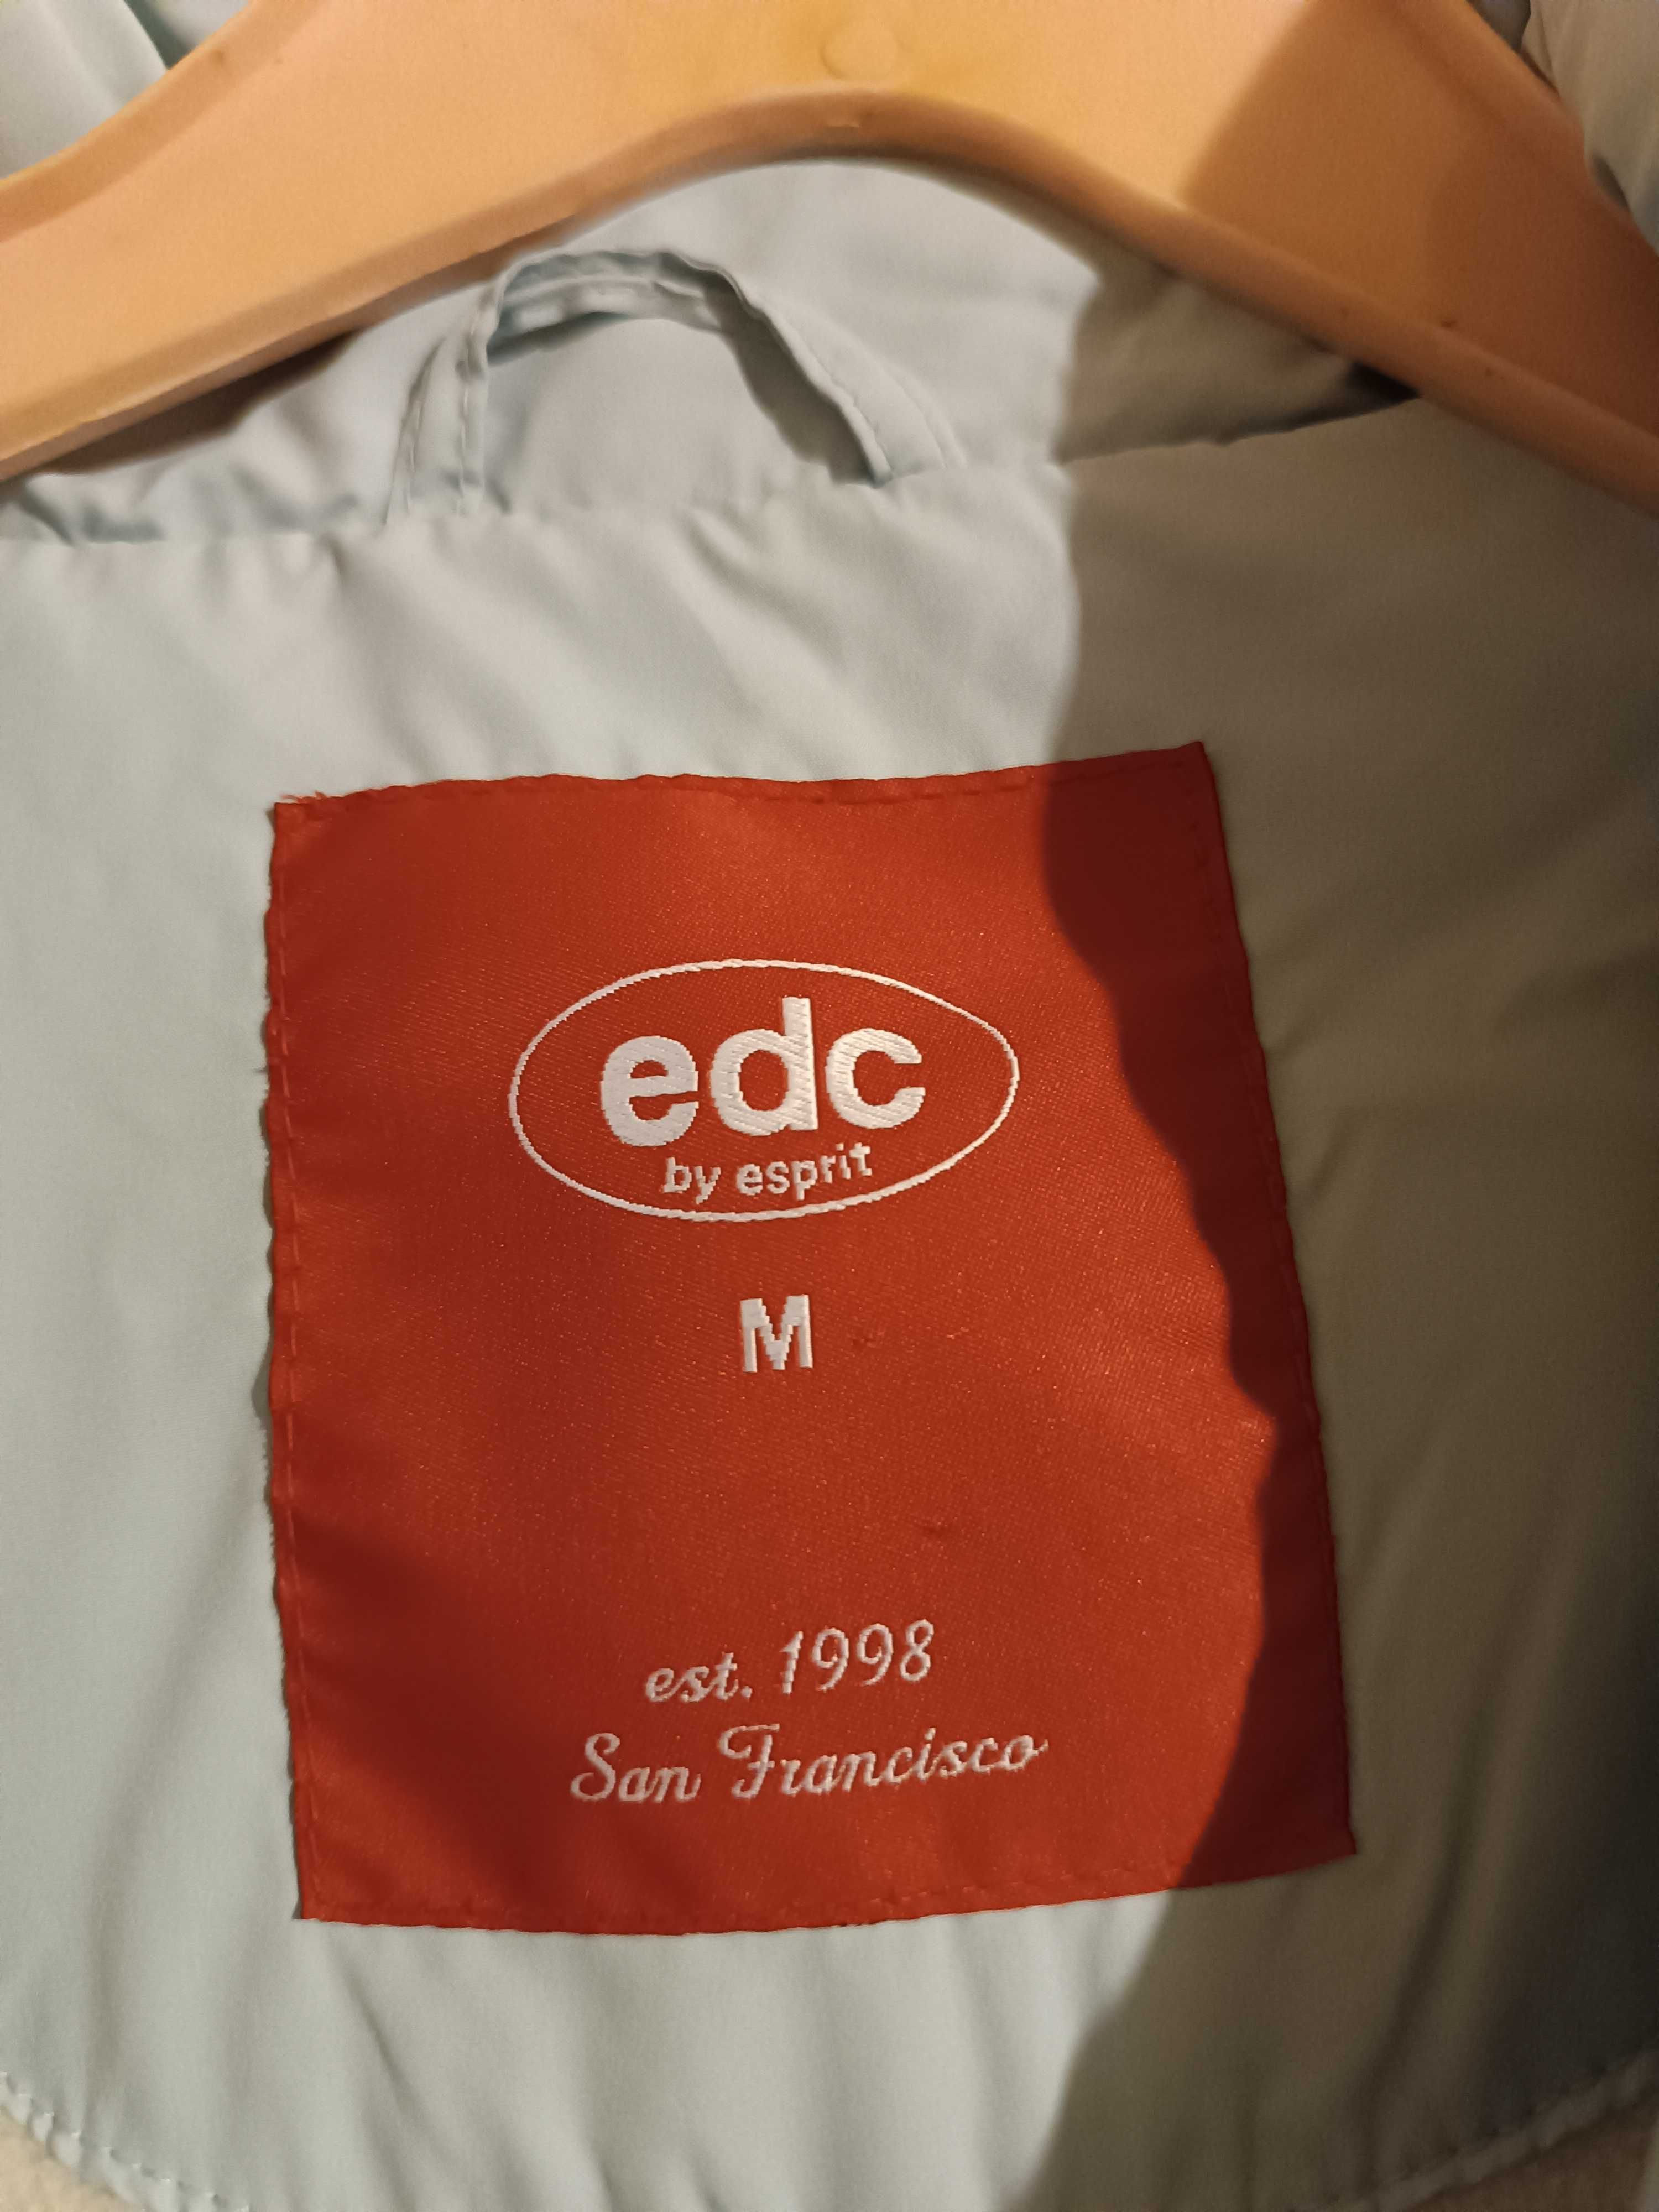 edc
by esprit
M
est. 1998
San Francisco